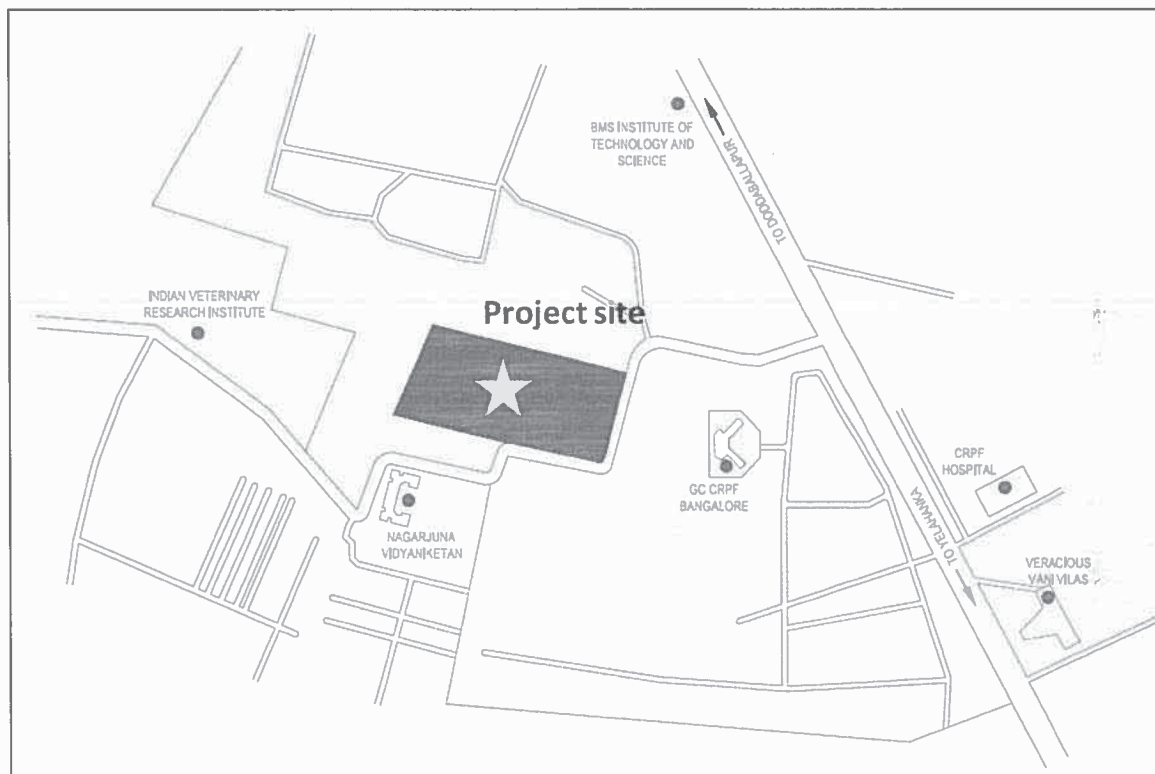 BMS INSTITUTE OF
TECHNOLOGY AND
SCIENCE
TO DODDABALLAPUR
INDIAN VETERINARY
RESEARCH INSTITUTE
Project site
CRPF
HOSPITAL
GC CRPF
BANGALORE
NAGARJUNA
VIDYANIKETAN
TO YELAHANKA
VERACIOUS
VANI VILAS